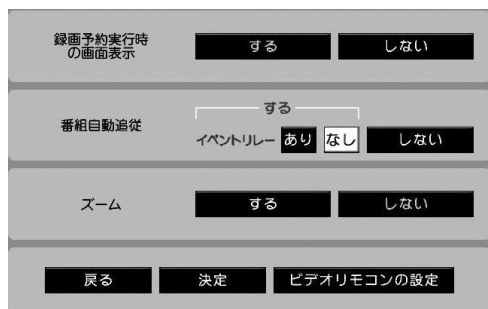 録画予約実行時
の画面表示
する
しない
する
番組自動追従
イベントリレー あり なし しない
ズーム
する
しない
戻る
決定
ビデオリモコンの設定